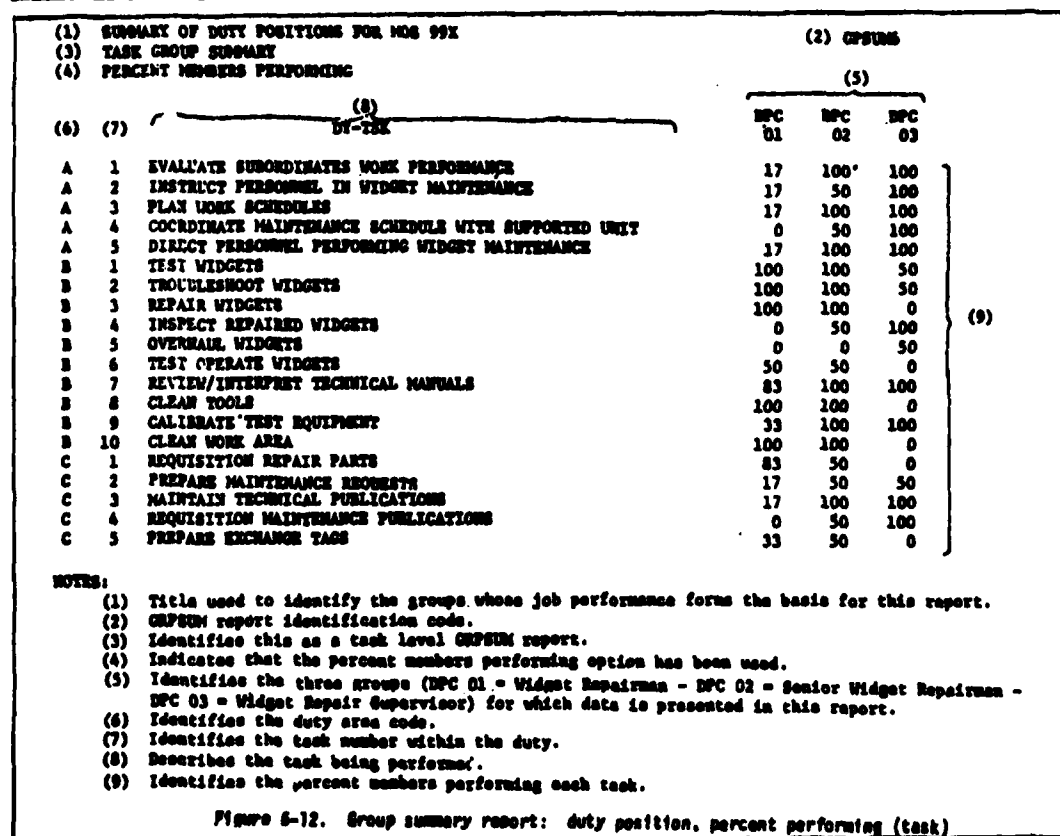 (1) SUMMARY OF DUTY POSITIONS FOR MOS 99X (2) GPSUM5
(3) TASK GROUP SUMMARY
(4) PERCENT MEMBERS PERFORMING
(5)
(8)
DPC DPC DPC
(6) (7) DY-TSK 01 02 03
A 1 EVALUATE SUBORDINATES WORK PERFORMANCE 17 100 100
A 2 INSTRUCT PERSONNEL IN WIDGET MAINTENANCE 17 50 100
A 3 PLAN WORK SCHEDULES 17 100 100
A 4 COORDINATE MAINTENANCE SCHEDULE WITH SUPPORTED UNIT 0 50 100
A 5 DIRECT PERSONNEL PERFORMING WIDGET MAINTENANCE 17 100 100
B 1 TEST WIDGETS 100 100 50
B 2 TROUBLESHOOT WIDGETS 100 100 50
B 3 REPAIR WIDGETS 100 100 0
(9)
B 4 INSPECT REPAIRED WIDGETS 0 50 100
B 5 OVERHAUL WIDGETS 0 0 50
B 6 TEST OPERATE WIDGETS 50 50 0
B 7 REVIEW/INTERPRET TECHNICAL MANUALS 83 100 100
B 8 CLEAN TOOLS 100 100 0
B 9 CALIBRATE TEST EQUIPMENT 33 100 100
B 10 CLEAN WORK AREA 100 100 0
C 1 REQUISITION REPAIR PARTS 83 50 0
C 2 PREPARE MAINTENANCE REQUESTS 17 50 50
C 3 MAINTAIN TECHNICAL PUBLICATIONS 17 100 100
C 4 REQUISITION MAINTENANCE PUBLICATIONS 0 50 100
C 5 PREPARE EXCHANGE TAGS 33 50 0
NOTES:
(1) Title used to identify the groups whose job performance forms the basis for this report.
(2) GRPSUM report identification code.
(3) Identifies this as a task level GRPSUM report.
(4) Indicates that the percent members performing option has been used.
(5) Identifies the three groups (DPC 01 = Widget Repairman - DPC 02 = Senior Widget Repairman -
DPC 03 = Widget Repair Supervisor) for which data is presented in this report.
(6) Identifies the duty area code.
(7) Identifies the task number within the duty.
(8) Describes the task being performed.
(9) Identifies the percent members performing each task.
Figure 6-12. Group summary report: duty position, percent performing (task)